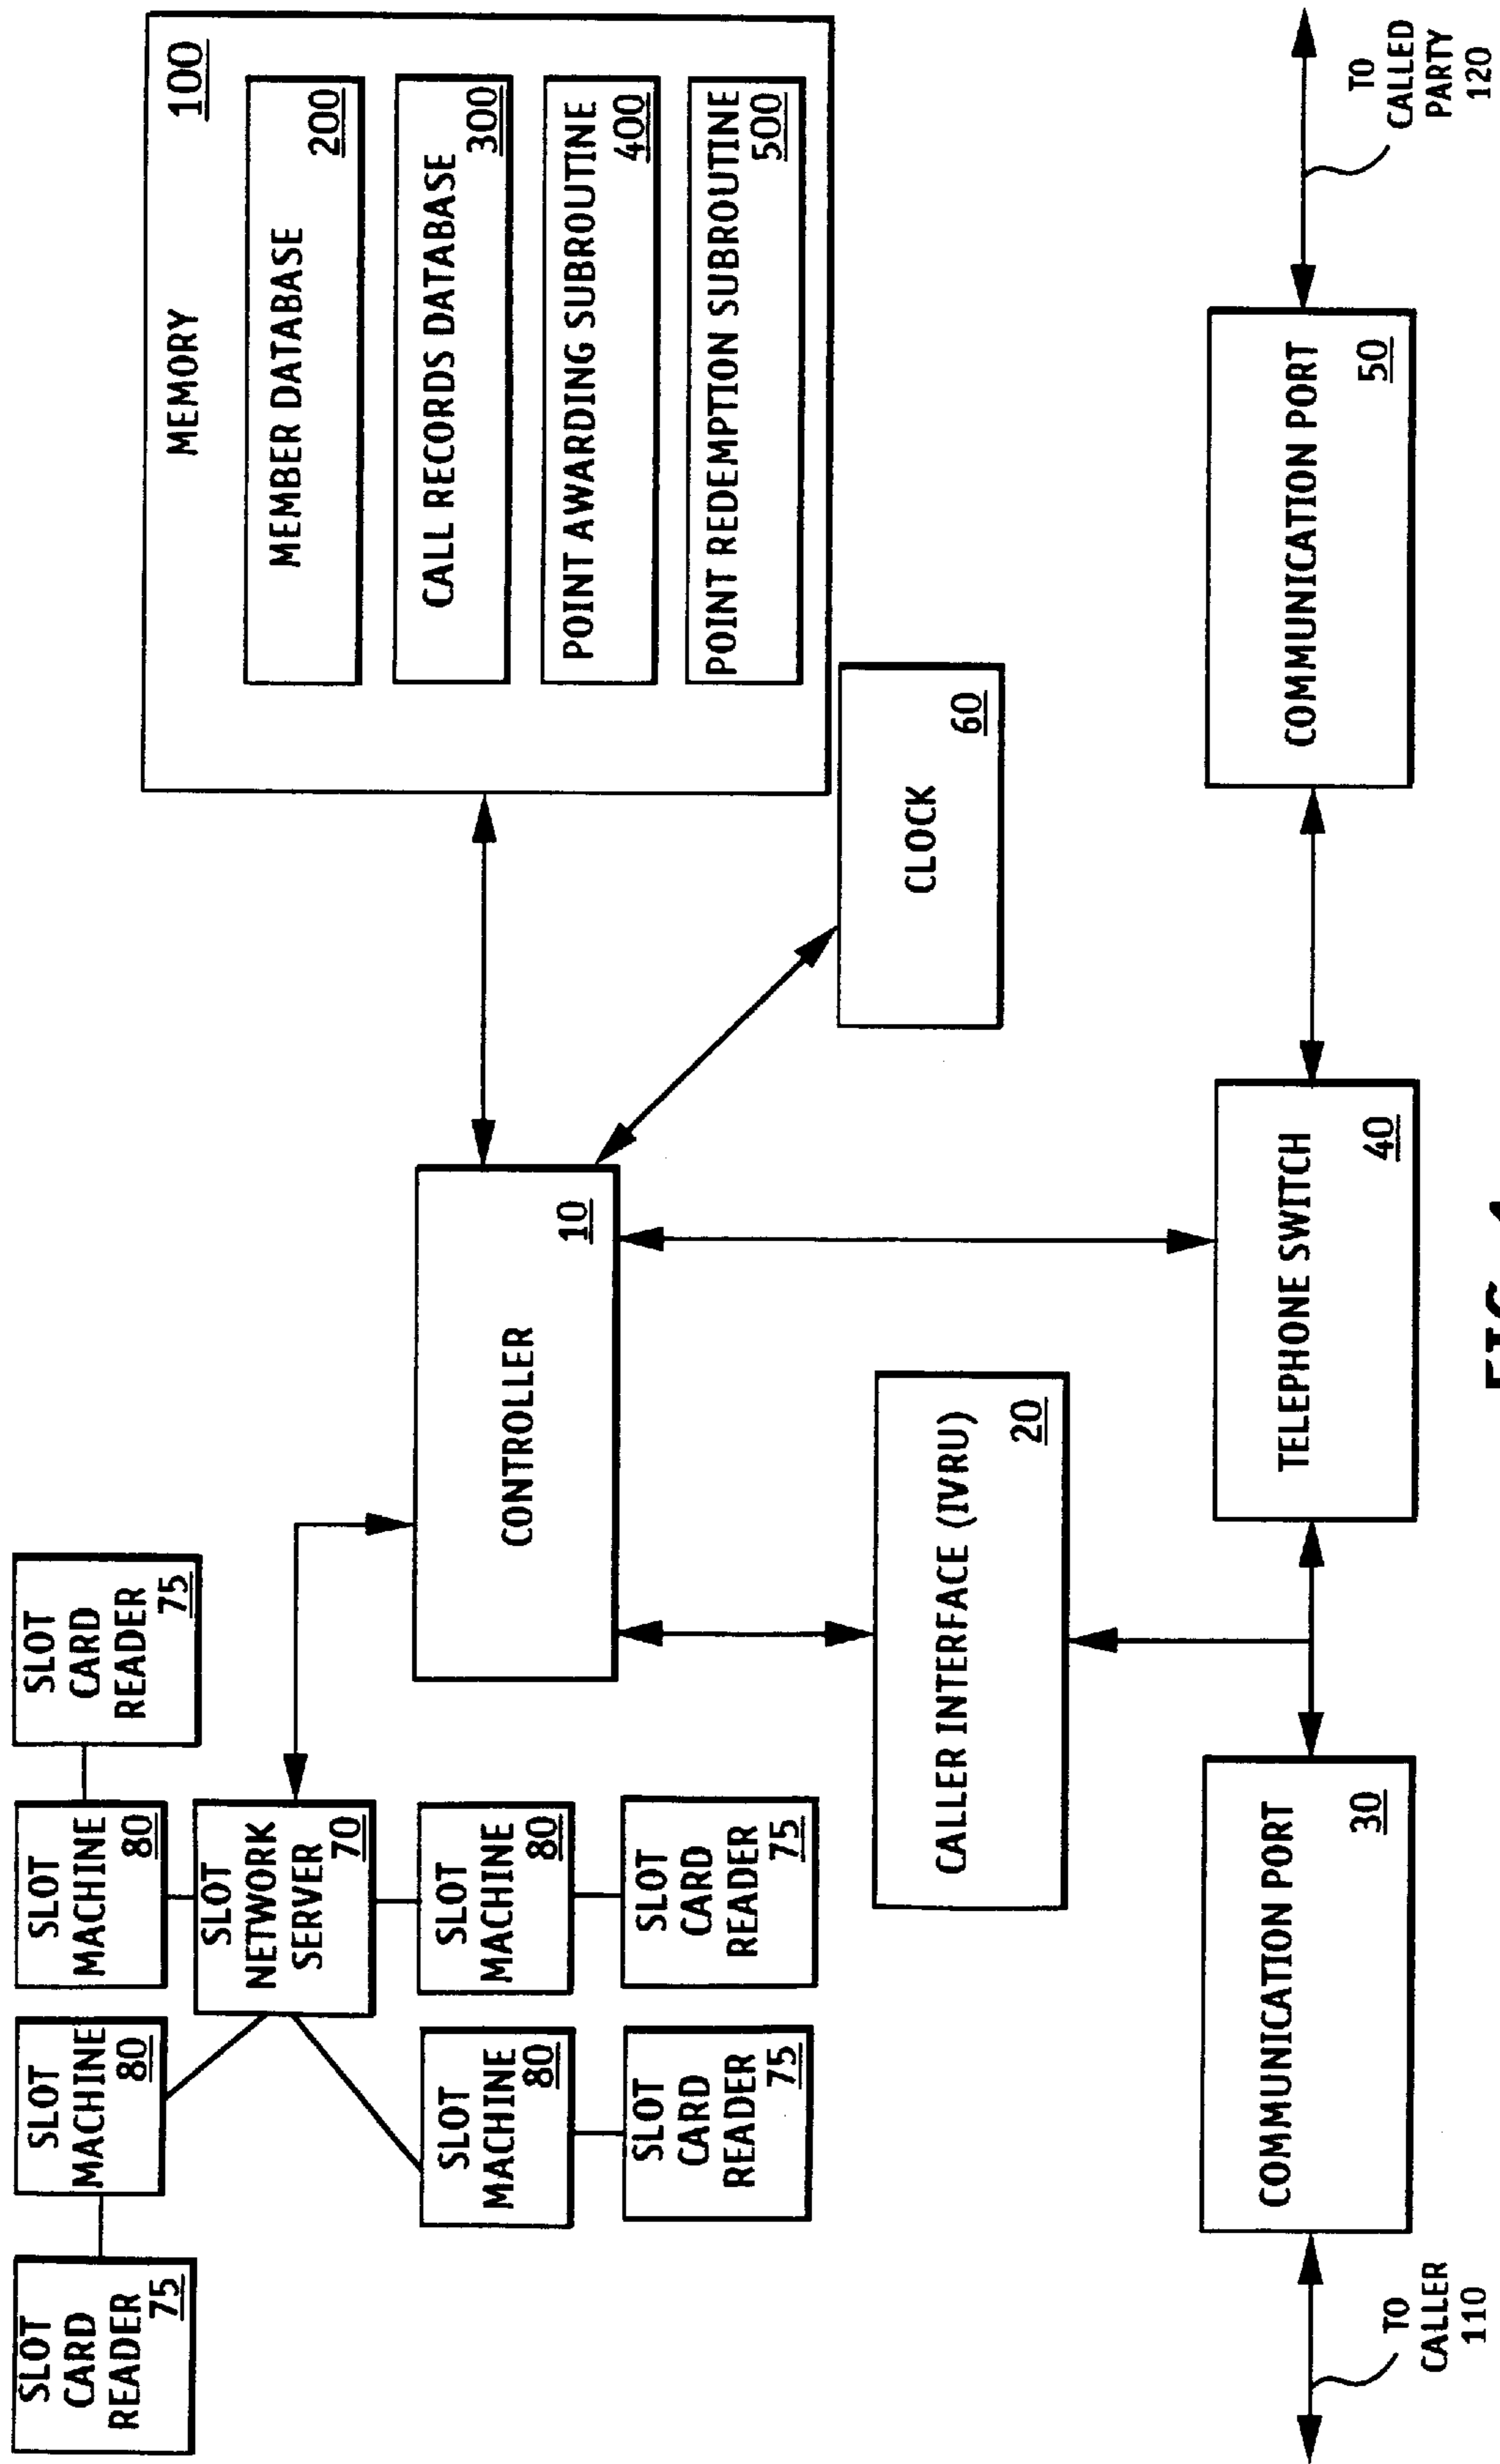 SLOT
CARD
READER
75
SLOT
MACHINE
80
SLOT
MACHINE
80
SLOT
CARD
READER
75
SLOT
NETWORK
SERVER
70
SLOT
MACHINE
80
SLOT
CARD
READER
75
SLOT
MACHINE
80
SLOT
CARD
READER
75
CONTROLLER
10
MEMORY
100
MEMBER DATABASE
200
CALL RECORDS DATABASE
300
POINT AWARDING SUBROUTINE
400
POINT REDEMPTION SUBROUTINE
500
CLOCK
60
CALLER INTERFACE (IVRU)
20
COMMUNICATION PORT
30
TELEPHONE SWITCH
40
COMMUNICATION PORT
50
TO
CALLER
110
TO
CALLED
PARTY
120
FIG.